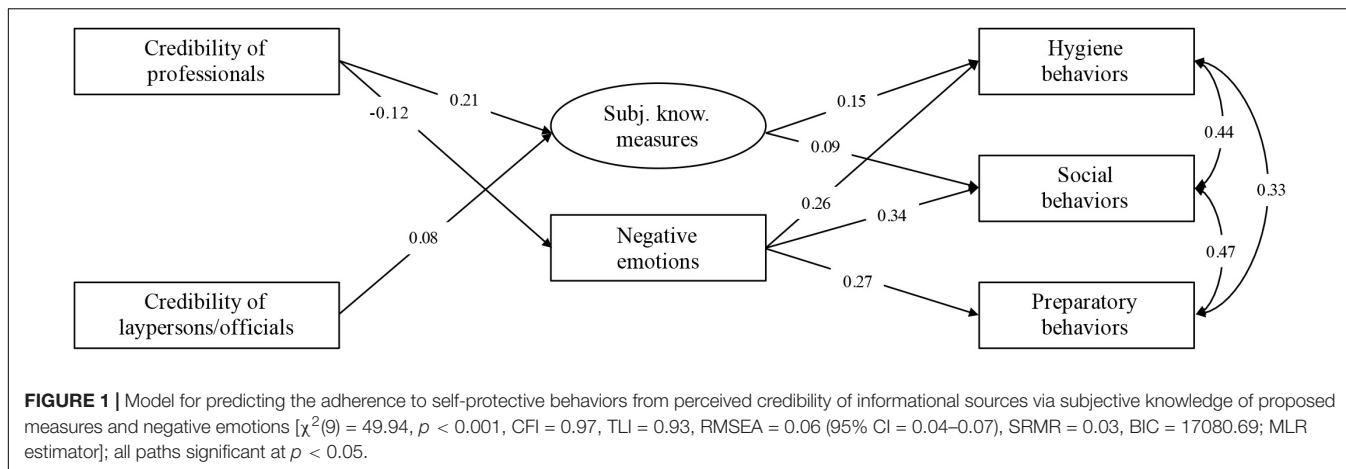 Credibility of
professionals
Credibility of
laypersons/officials
0.21
-0.12
0.08
Subj. know.
measures
Negative
emotions
0.15
0.09
0.26
0.34
0.27
Hygiene
behaviors
Social
behaviors
Preparatory
behaviors
0.44
0.33
0.47
FIGURE 1 | Model for predicting the adherence to self-protective behaviors from perceived credibility of informational sources via subjective knowledge of proposed
measures and negative emotions [χ²(9) = 49.94, p < 0.001, CFI = 0.97, TLI = 0.93, RMSEA = 0.06 (95% CI = 0.04–0.07), SRMR = 0.03, BIC = 17080.69; MLR
estimator]; all paths significant at p < 0.05.